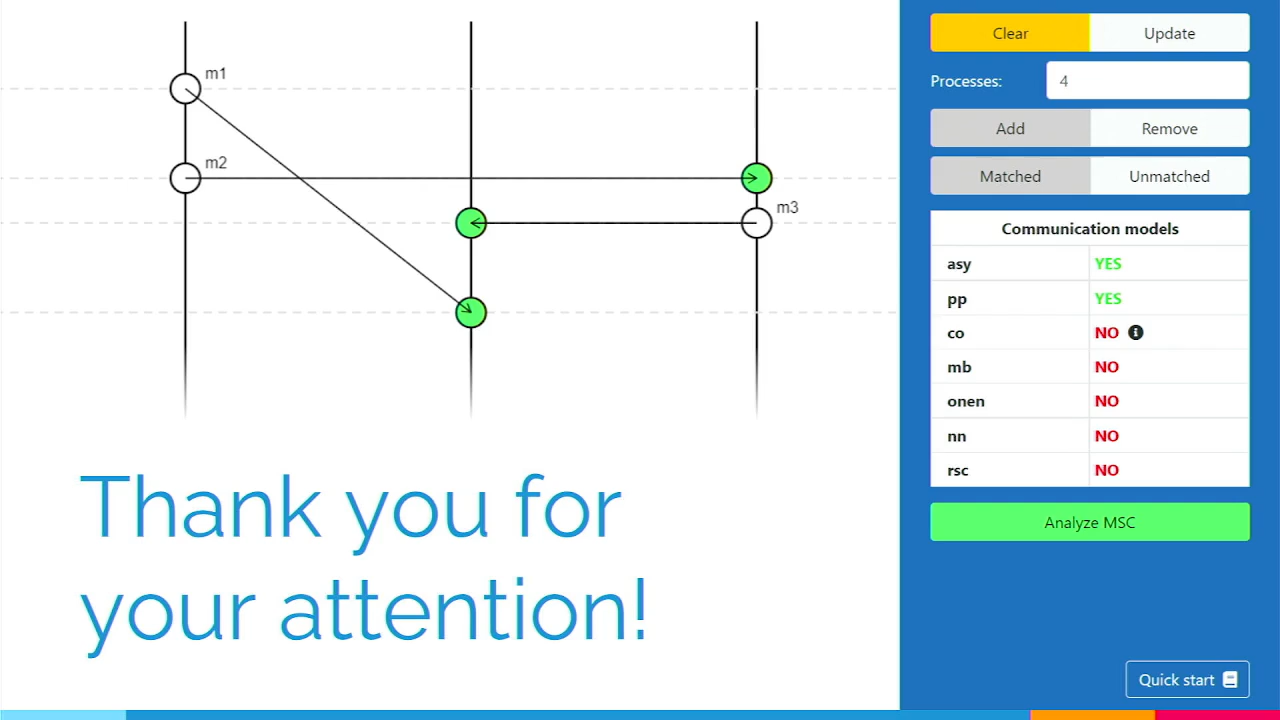 m1
m2
m3
Thank you for
your attention!
Clear Update
Processes: 4
Add Remove
Matched Unmatched
Communication models
asy YES
pp YES
co NO
mb NO
onen NO
nn NO
rsc NO
Analyze MSC
Quick start